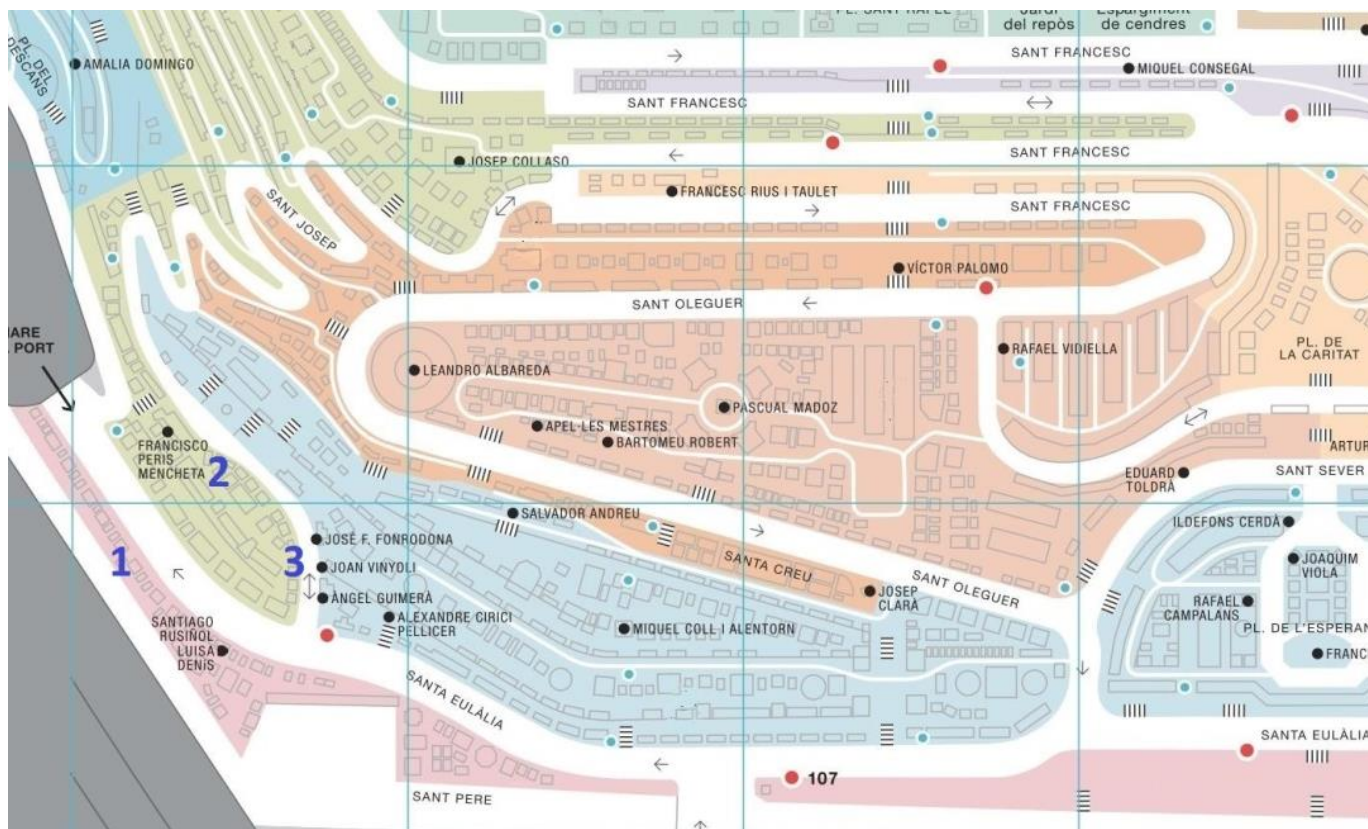 PL. SANT RAFEL
Jardí
del repòs
Espargiment
de cendres
PL. DEL
DESCANS
AMALIA DOMINGO
SANT FRANCESC
MIQUEL CONSEGAL
SANT FRANCESC
JOSEP COLLASO
SANT FRANCESC
FRANCESC RIUS I TAULET
SANT JOSEP
SANT FRANCESC
VÍCTOR PALOMO
SANT OLEGUER
MARE
PORT
RAFAEL VIDIELLA
PL. DE
LA CARITAT
LEANDRO ALBAREDA
PASCUAL MADOZ
APEL·LES MESTRES
BARTOMEU ROBERT
FRANCISCO
PERIS
MENCHETA
2
ARTUR
EDUARD
TOLDRÀ
SANT SEVER
SALVADOR ANDREU
ILDEFONS CERDÀ
JOSÉ F. FONRODONA
1
3
JOAN VINYOLI
SANTA CREU
SANT OLEGUER
JOAQUIM
VIOLA
ÀNGEL GUIMERÀ
JOSEP
CLARÀ
RAFAEL
CAMPALANS
ALEXANDRE CIRICI
PELLICER
MIQUEL COLL I ALENTORN
PL. DE L'ESPERAN
SANTIAGO
RUSIÑOL
LUISA
DENÍS
FRANC
SANTA EULÀLIA
SANTA EULÀLIA
107
SANT PERE